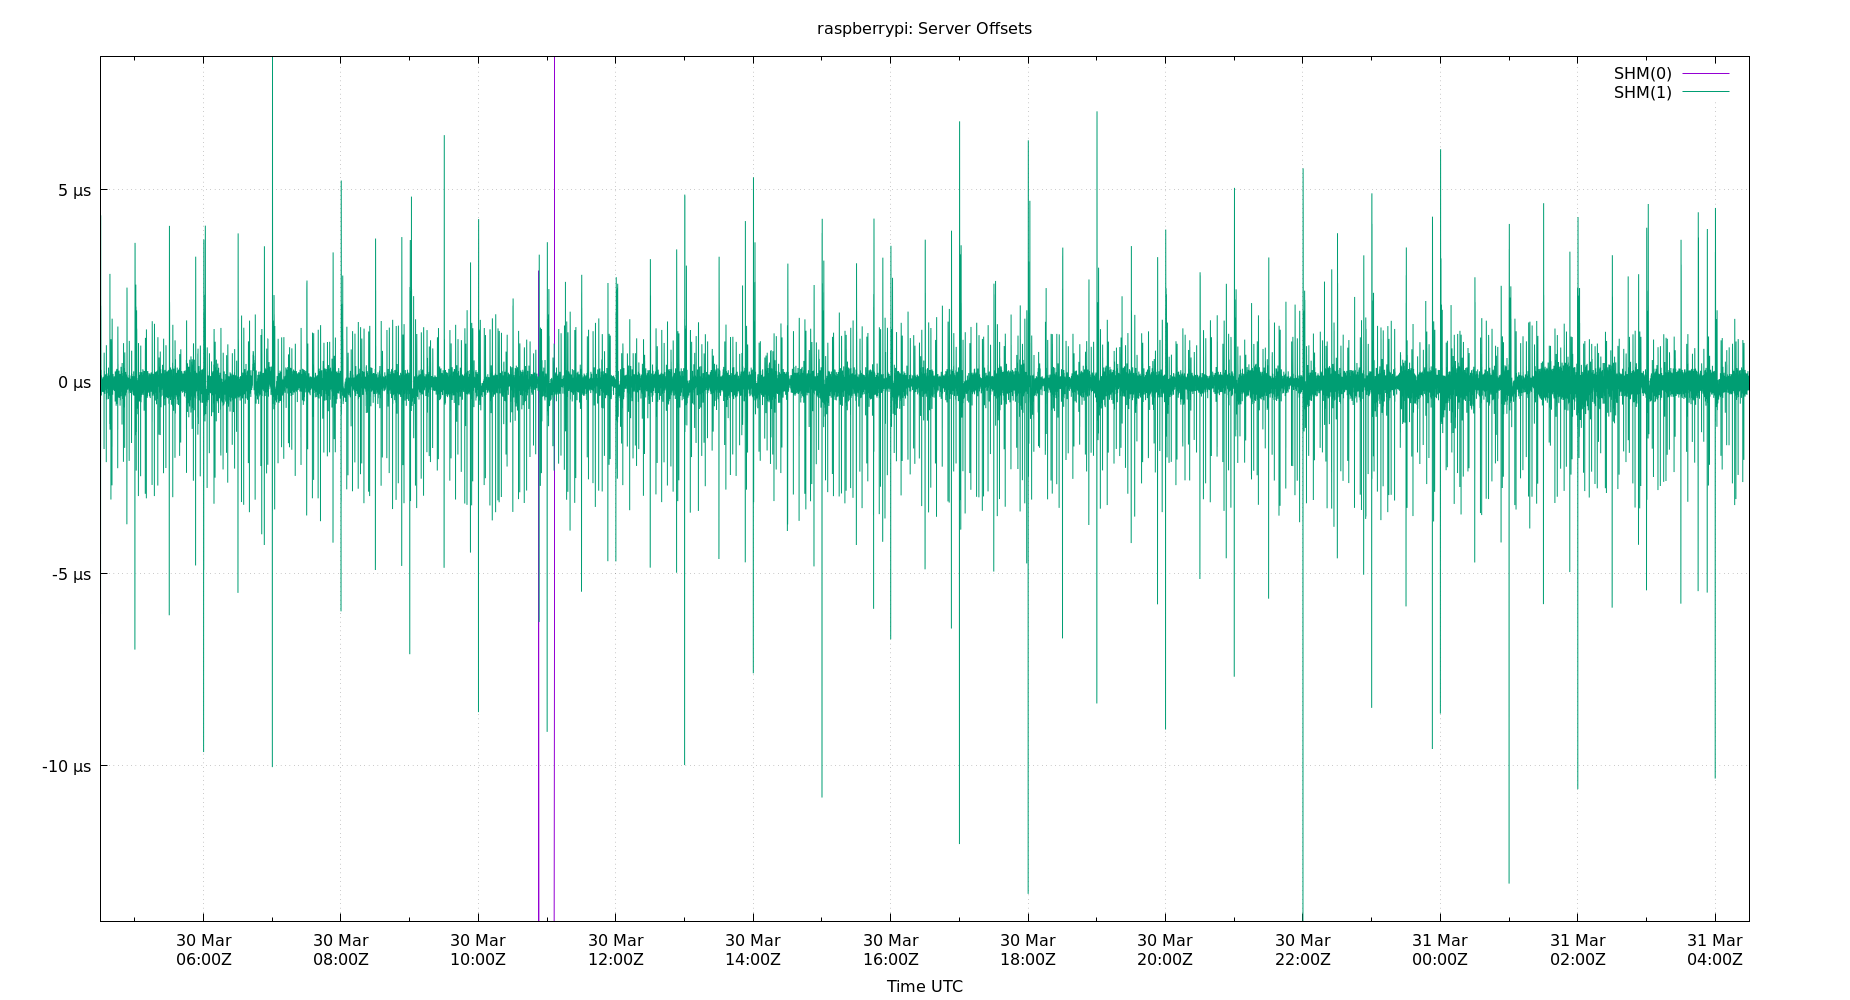 raspberrypi: Server Offsets
SHM(0)
SHM(1)
5 µs
0 µs
-5 µs
-10 µs
30 Mar 30 Mar 30 Mar 30 Mar 30 Mar 30 Mar 30 Mar 30 Mar 30 Mar 31 Mar 31 Mar 31 Mar
06:00Z 08:00Z 10:00Z 12:00Z 14:00Z 16:00Z 18:00Z 20:00Z 22:00Z 00:00Z 02:00Z 04:00Z
Time UTC